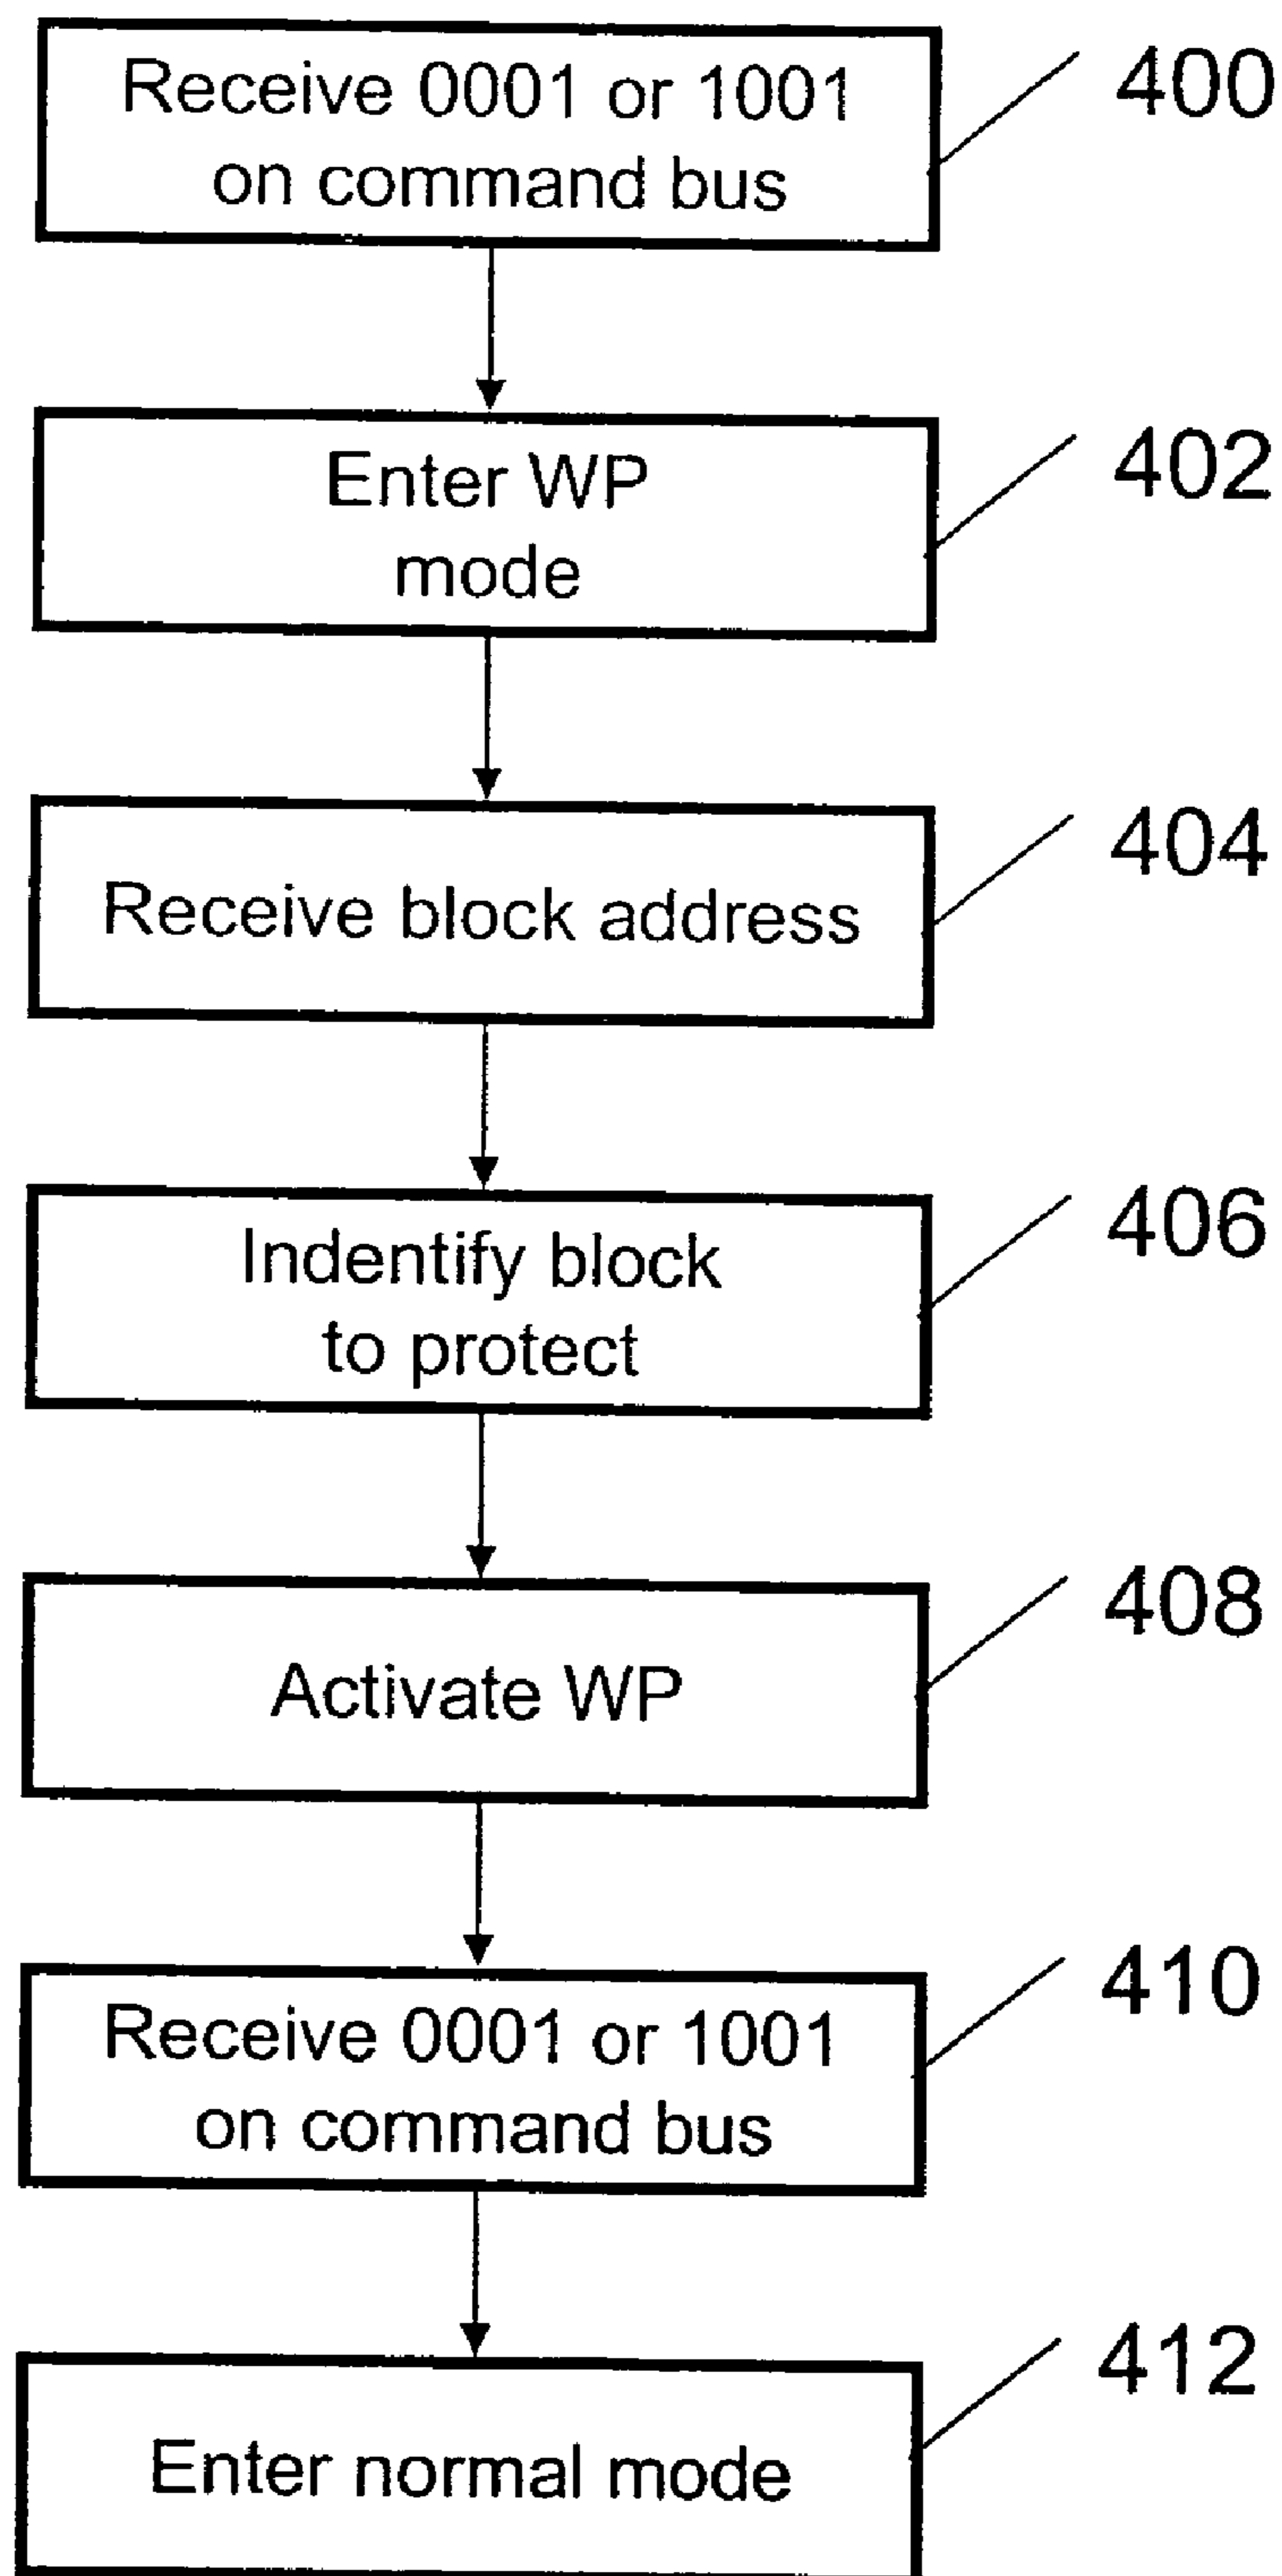 Receive 0001 or 1001
on command bus
400
Enter WP
mode
402
Receive block address
404
Indentify block
to protect
406
Activate WP
408
Receive 0001 or 1001
on command bus
410
Enter normal mode
412